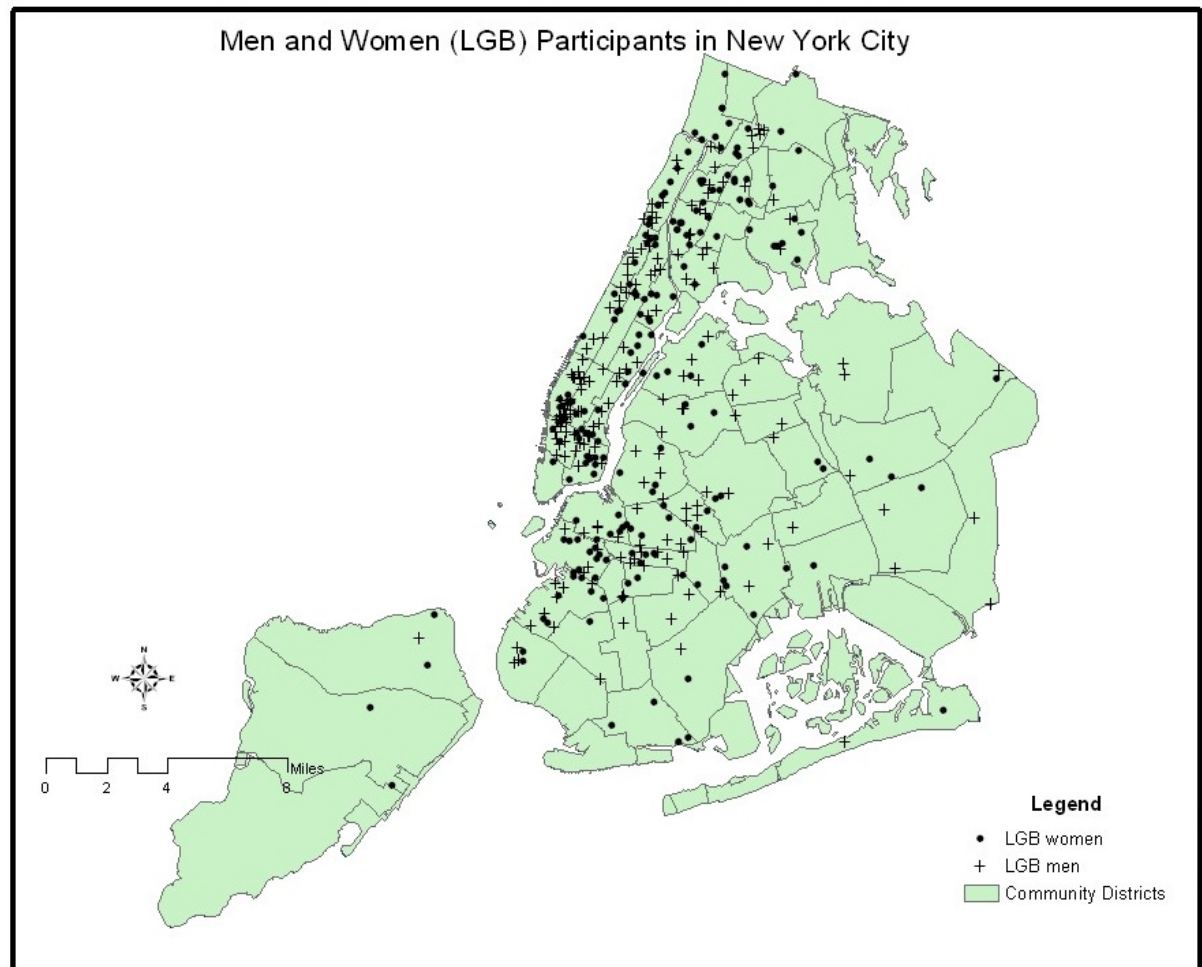 Men and Women (LGB) Participants in New York City
N
W E
S
Miles
0 2 4 8
Legend
LGB women
LGB men
Community Districts